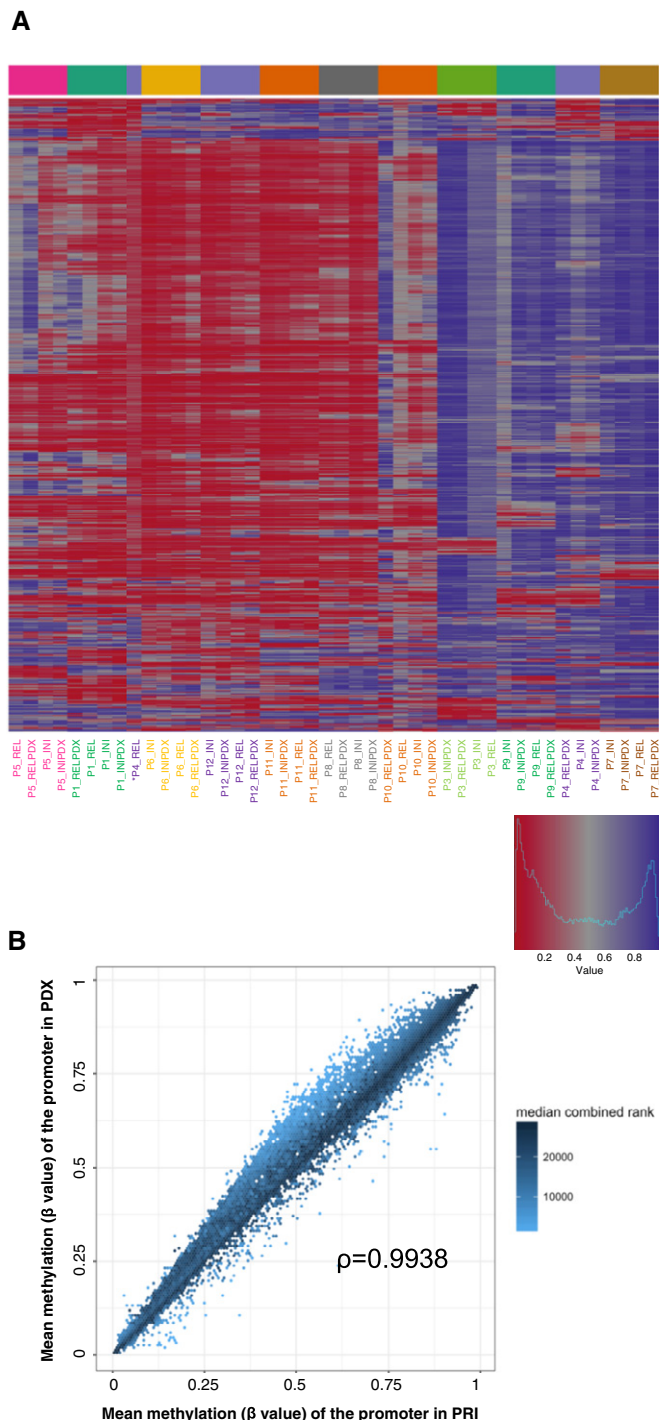 A
P5_REL
P5_RELPDX
P5_INI
P5_INIPDX
P1_RELPDX
P1_REL
P1_INI
P1_INIPDX
*P4_REL
P6_INI
P6_INIPDX
P6_REL
P6_RELPDX
P12_INI
P12_INIPDX
P12_REL
P12_RELPDX
P11_INI
P11_INIPDX
P11_REL
P11_RELPDX
P8_REL
P8_RELPDX
P8_INI
P8_INIPDX
P10_RELPDX
P10_REL
P10_INI
P10_INIPDX
P3_INIPDX
P3_RELPDX
P3_INI
P3_REL
P9_INI
P9_INIPDX
P9_REL
P9_RELPDX
P4_RELPDX
P4_INI
P4_INIPDX
P7_INI
P7_INIPDX
P7_REL
P7_RELPDX
0.2 0.4 0.6 0.8
Value
B
Mean methylation (β value) of the promoter in PDX
1
0.75
0.5
0.25
0
ρ=0.9938
0 0.25 0.5 0.75 1
Mean methylation (β value) of the promoter in PRI
median combined rank
20000
10000